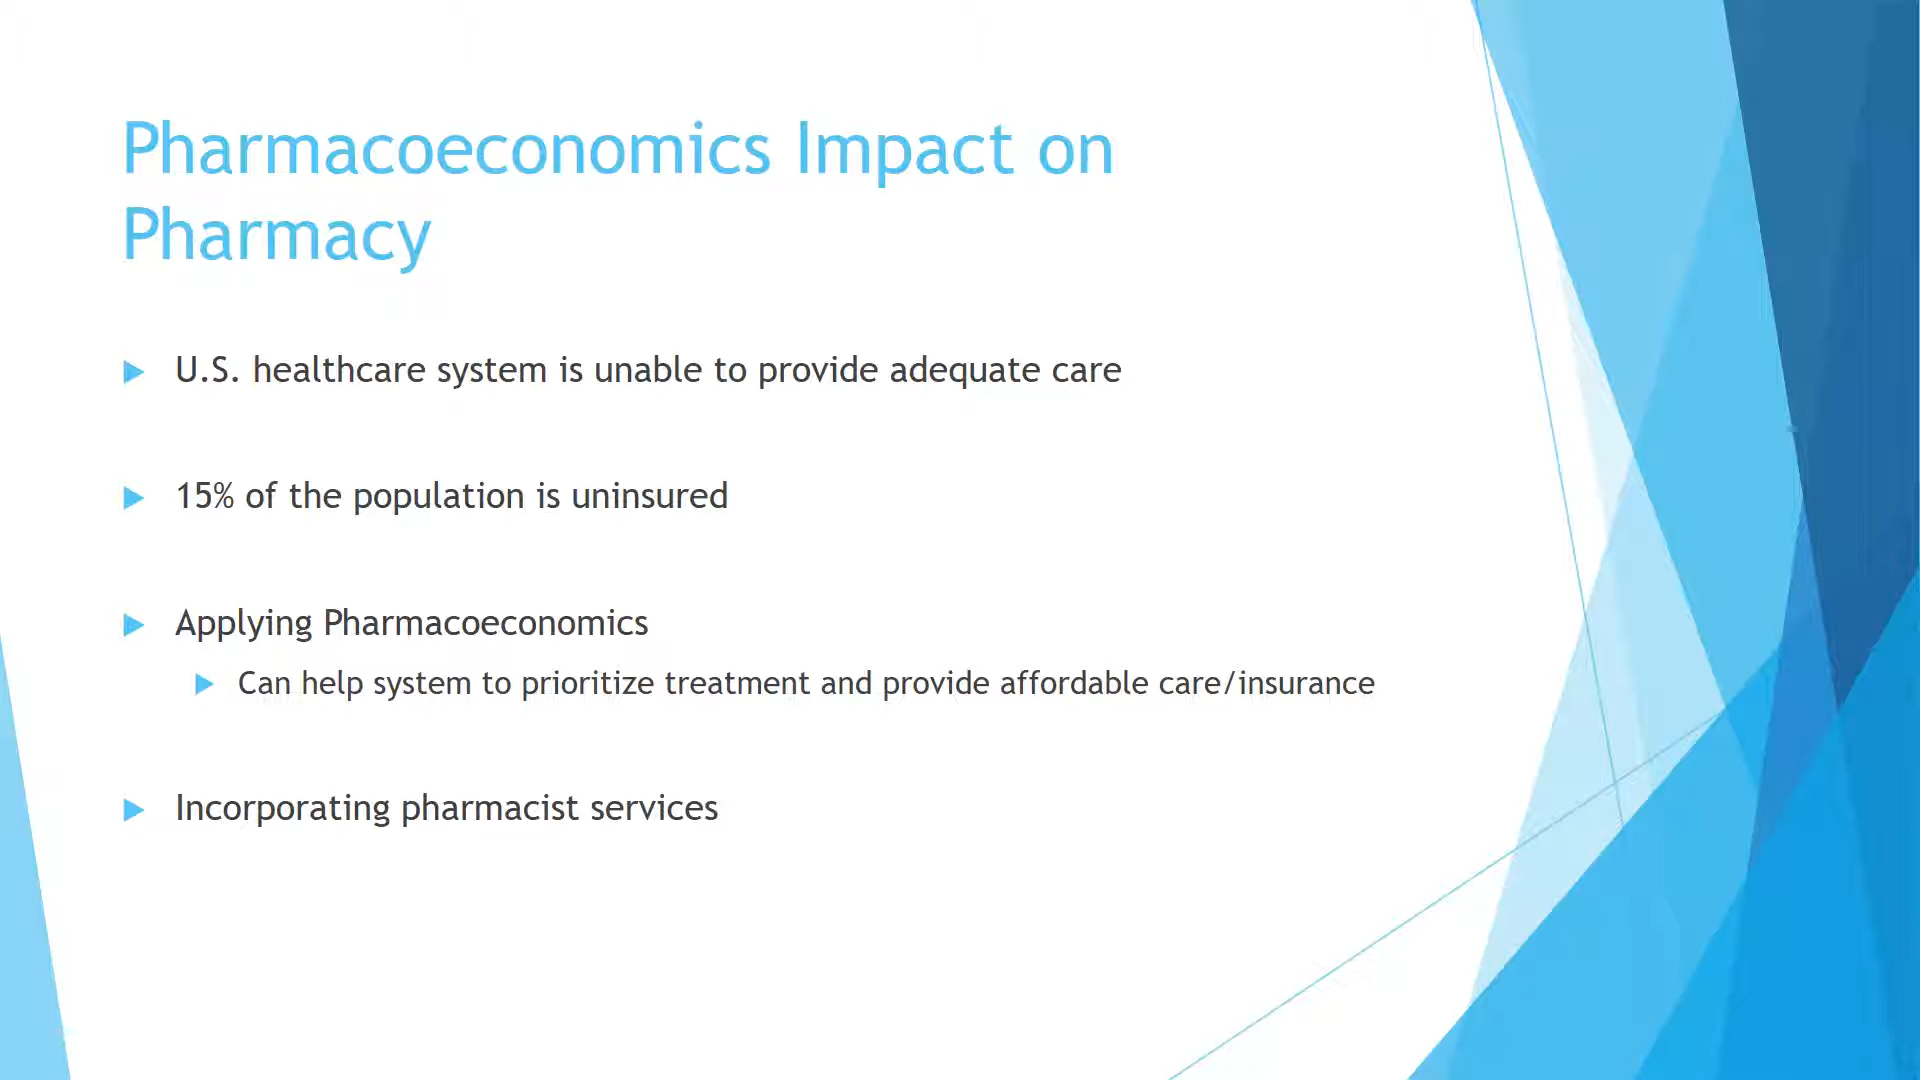 Pharmacoeconomics Impact on
Pharmacy
U.S. healthcare system is unable to provide adequate care
15% of the population is uninsured
Applying Pharmacoeconomics
Can help system to prioritize treatment and provide affordable care/insurance
Incorporating pharmacist services